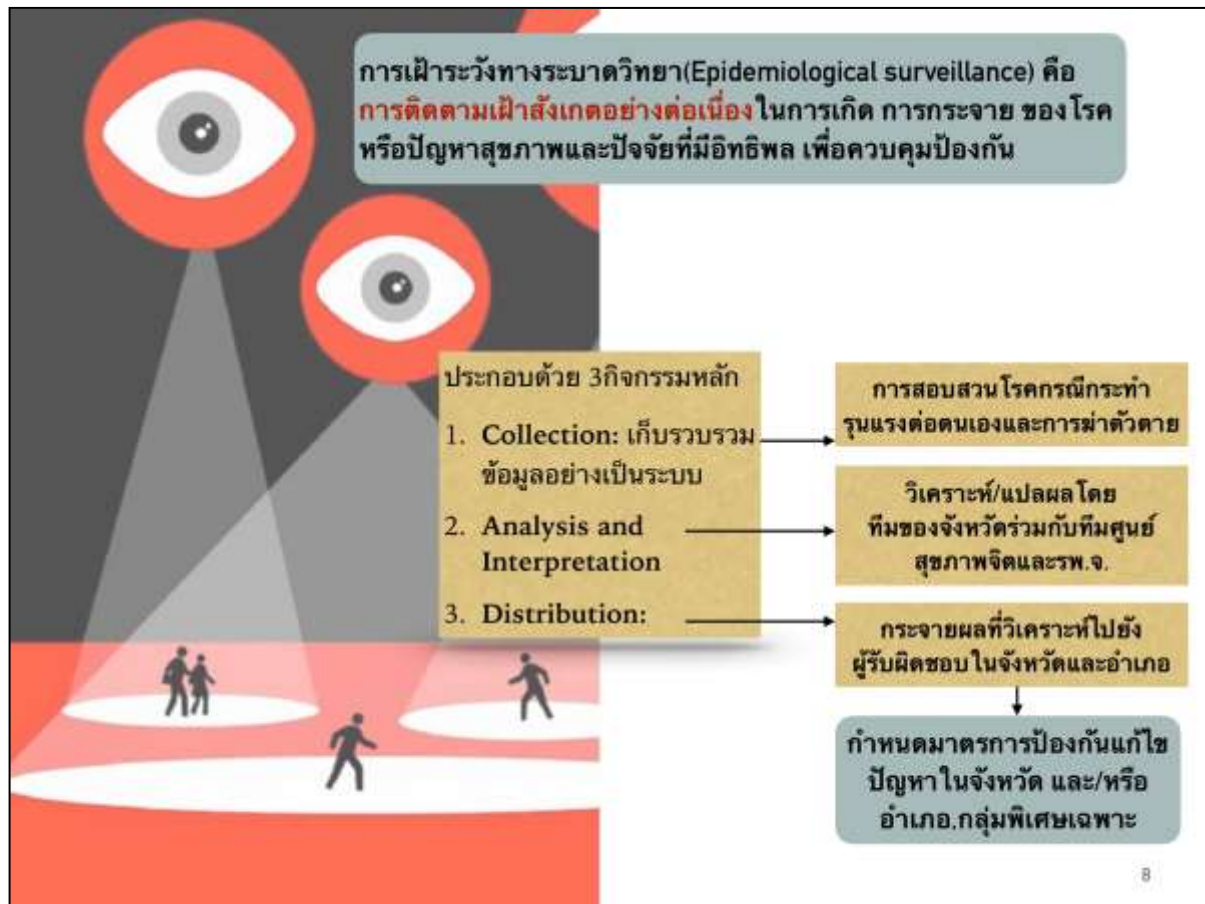 การเฝ้าระวังทางระบาดวิทยา(Epidemiological surveillance) คือ
การติดตามเฝ้าสังเกตอย่างต่อเนื่องในการเกิด การกระจาย ของโรค
หรือปัญหาสุขภาพและปัจจัยที่มีอิทธิพล เพื่อควบคุมป้องกัน
ประกอบด้วย 3กิจกรรมหลัก
1. Collection: เก็บรวบรวม
ข้อมูลอย่างเป็นระบบ
2. Analysis and
Interpretation
3. Distribution:
การสอบสวนโรคกรณีกระทำ
รุนแรงต่อตนเองและการฆ่าตัวตาย
วิเคราะห์/แปลผลโดย
ทีมของจังหวัดร่วมกับทีมศูนย์
สุขภาพจิตและรพ.จ.
กระจายผลที่วิเคราะห์ไปยัง
ผู้รับผิดชอบในจังหวัดและอำเภอ
กำหนดมาตรการป้องกันแก้ไข
ปัญหาในจังหวัด และ/หรือ
อำเภอ,กลุ่มพิเศษเฉพาะ
8